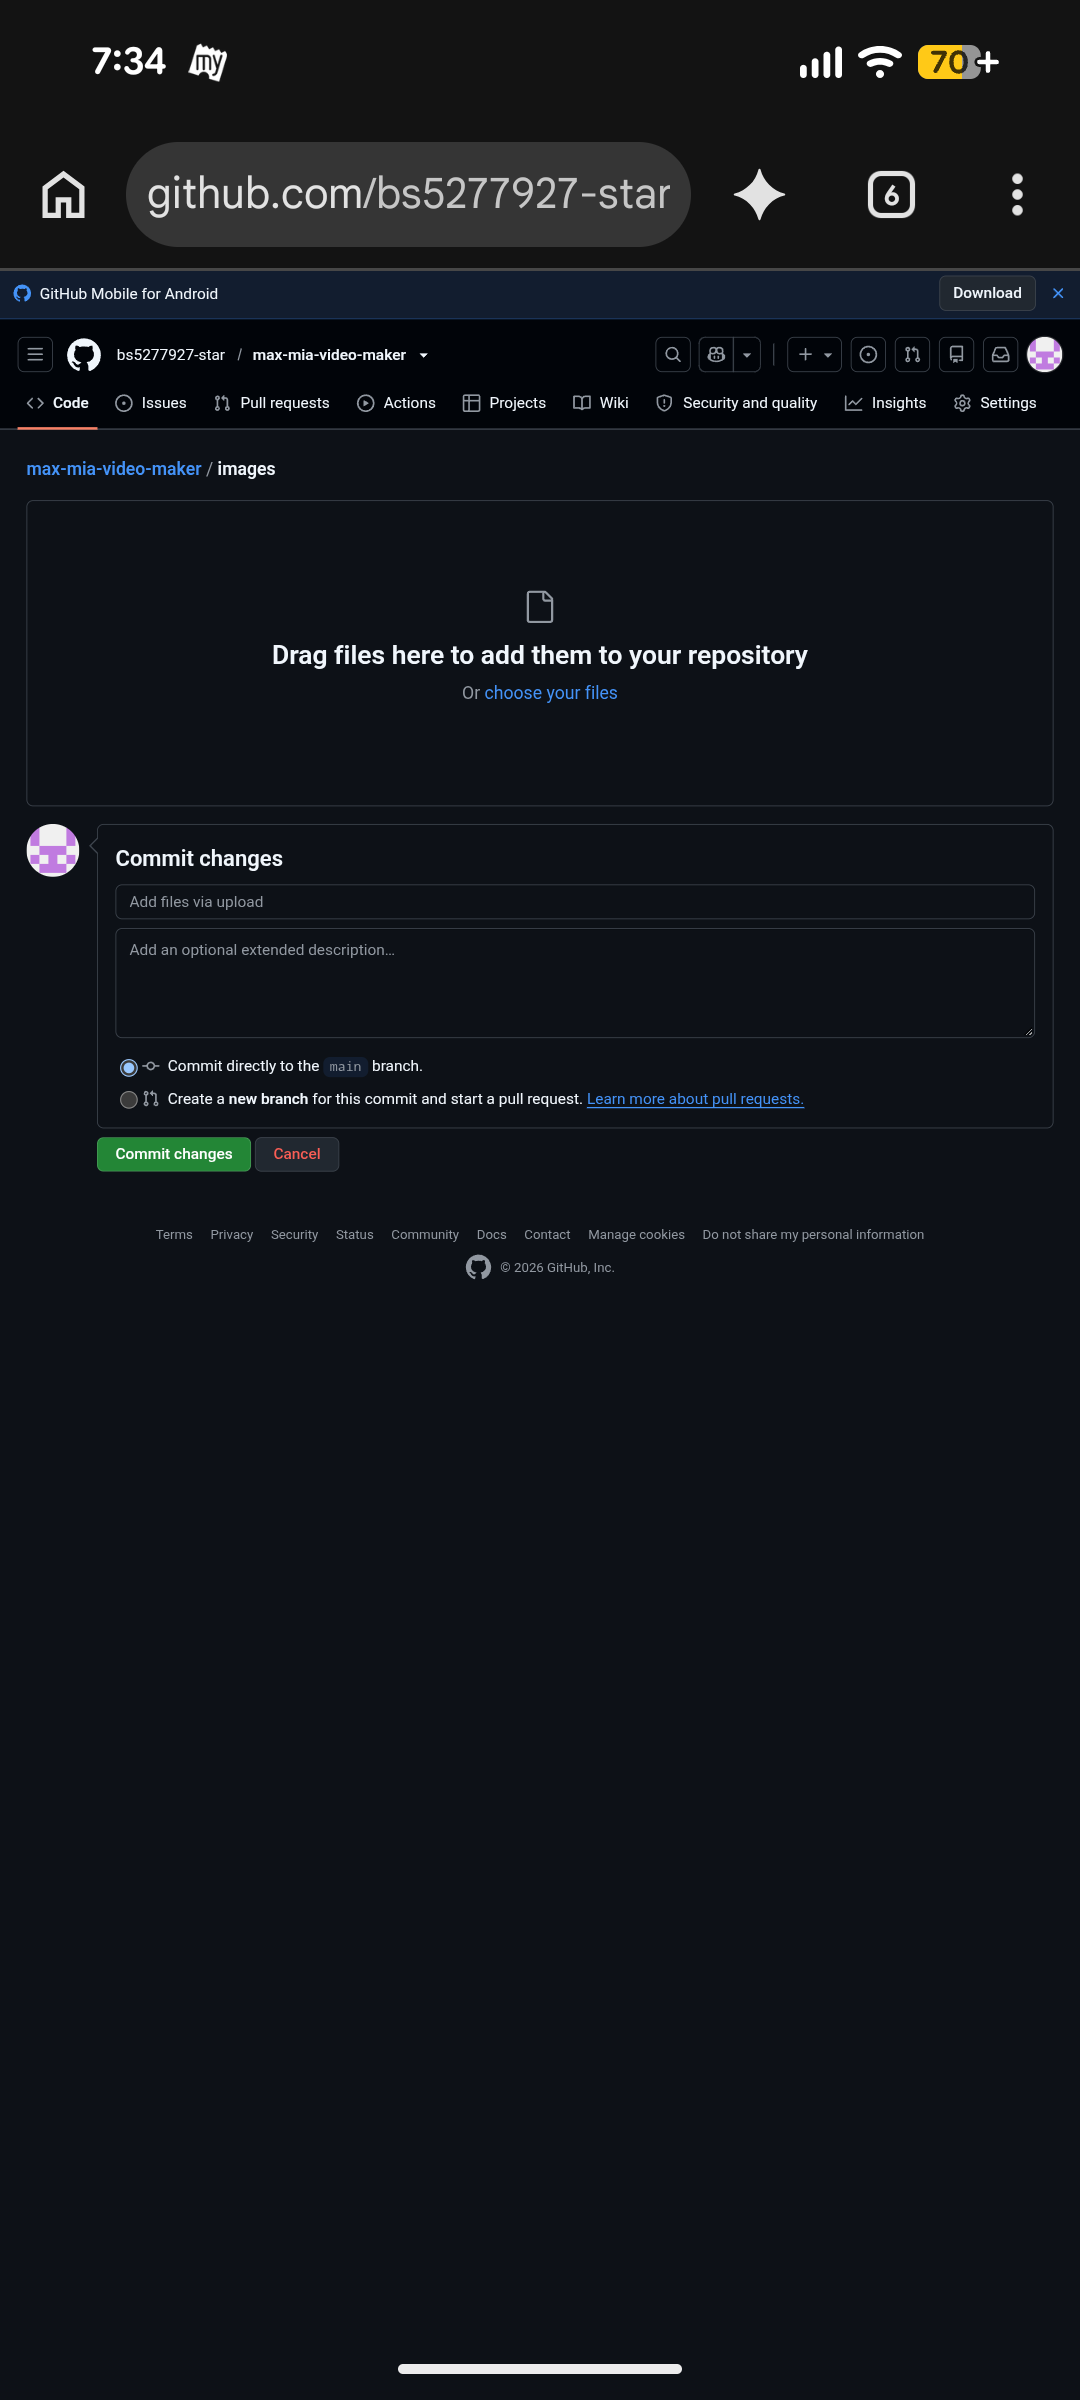 7:34 my 70
github.com/bs5277927-star 6
GitHub Mobile for Android Download
bs5277927-star / max-mia-video-maker
Code Issues Pull requests Actions Projects Wiki Security and quality Insights Settings
max-mia-video-maker / images
Drag files here to add them to your repository
Or choose your files
Commit changes
Add files via upload
Add an optional extended description…
Commit directly to the main branch.
Create a new branch for this commit and start a pull request. Learn more about pull requests.
Commit changes Cancel
Terms Privacy Security Status Community Docs Contact Manage cookies Do not share my personal information
© 2026 GitHub, Inc.